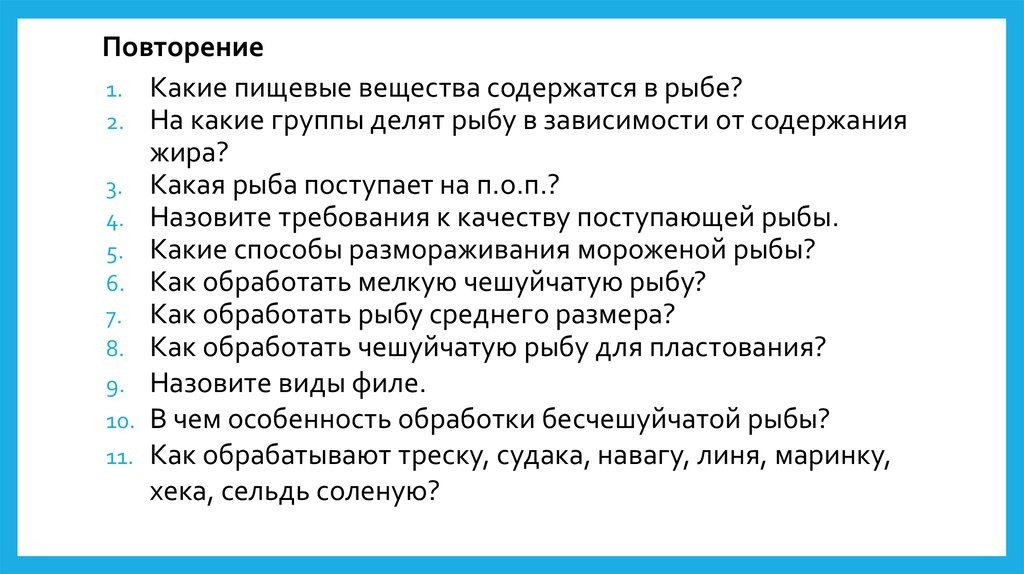 Повторение
1. Какие пищевые вещества содержатся в рыбе?
2. На какие группы делят рыбу в зависимости от содержания
жира?
3. Какая рыба поступает на п.о.п.?
4. Назовите требования к качеству поступающей рыбы.
5. Какие способы размораживания мороженой рыбы?
6. Как обработать мелкую чешуйчатую рыбу?
7. Как обработать рыбу среднего размера?
8. Как обработать чешуйчатую рыбу для пластования?
9. Назовите виды филе.
10. В чем особенность обработки бесчешуйчатой рыбы?
11. Как обрабатывают треску, судака, навагу, линя, маринку,
хека, сельдь соленую?